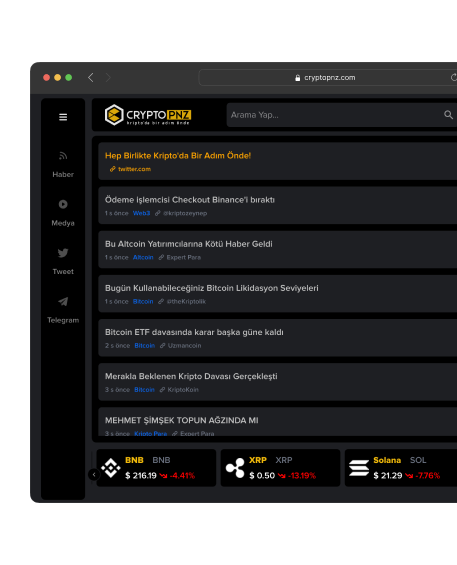 cryptopnz.com
CRYPTOPNZ
kriptoda bir adım önde
Arama Yap...
Haber
Medya
Tweet
Telegram
Hep Birlikte Kripto'da Bir Adım Önde!
twitter.com
Ödeme işlemcisi Checkout Binance'i bıraktı
1 s önce Web3 @kriptozeynep
Bu Altcoin Yatırımcılarına Kötü Haber Geldi
1 s önce Altcoin Expert Para
Bugün Kullanabileceğiniz Bitcoin Likidasyon Seviyeleri
1 s önce Bitcoin @theKriptolik
Bitcoin ETF davasında karar başka güne kaldı
2 s önce Bitcoin Uzmancoin
Merakla Beklenen Kripto Davası Gerçekleşti
3 s önce Bitcoin KriptoKoin
MEHMET ŞİMŞEK TOPUN AĞZINDA MI
3 s önce Kripto Para Expert Para
BNB BNB
$ 216.19 -4.41%
XRP XRP
$ 0.50 -13.19%
Solana SOL
$ 21.29 -7.76%